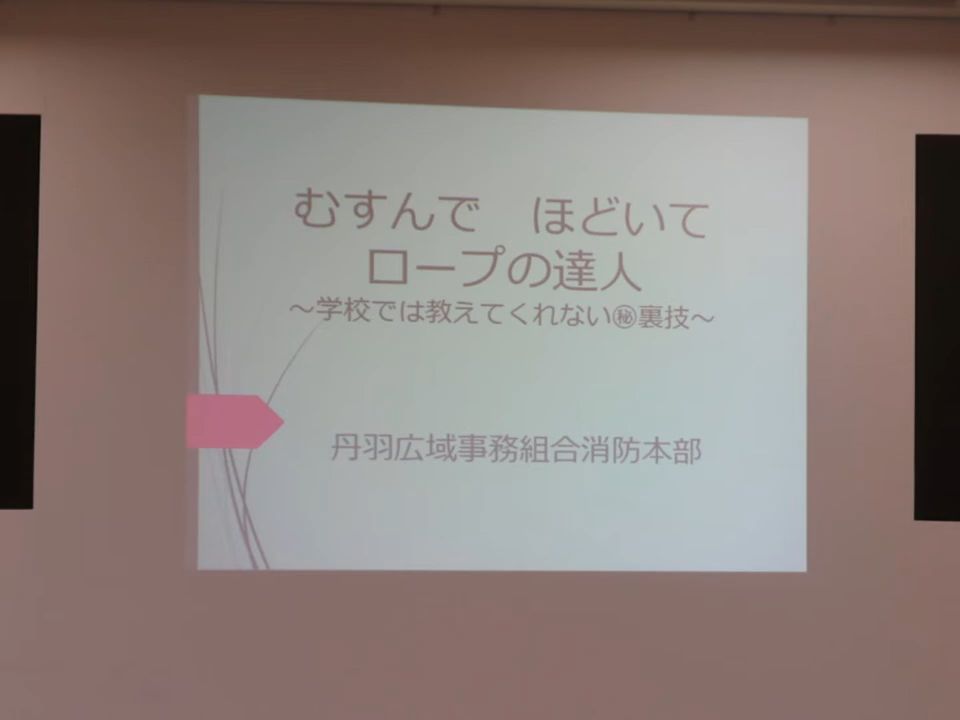 むすんで　ほどいて
ロープの達人
～学校では教えてくれない㊙裏技～
丹羽広域事務組合消防本部